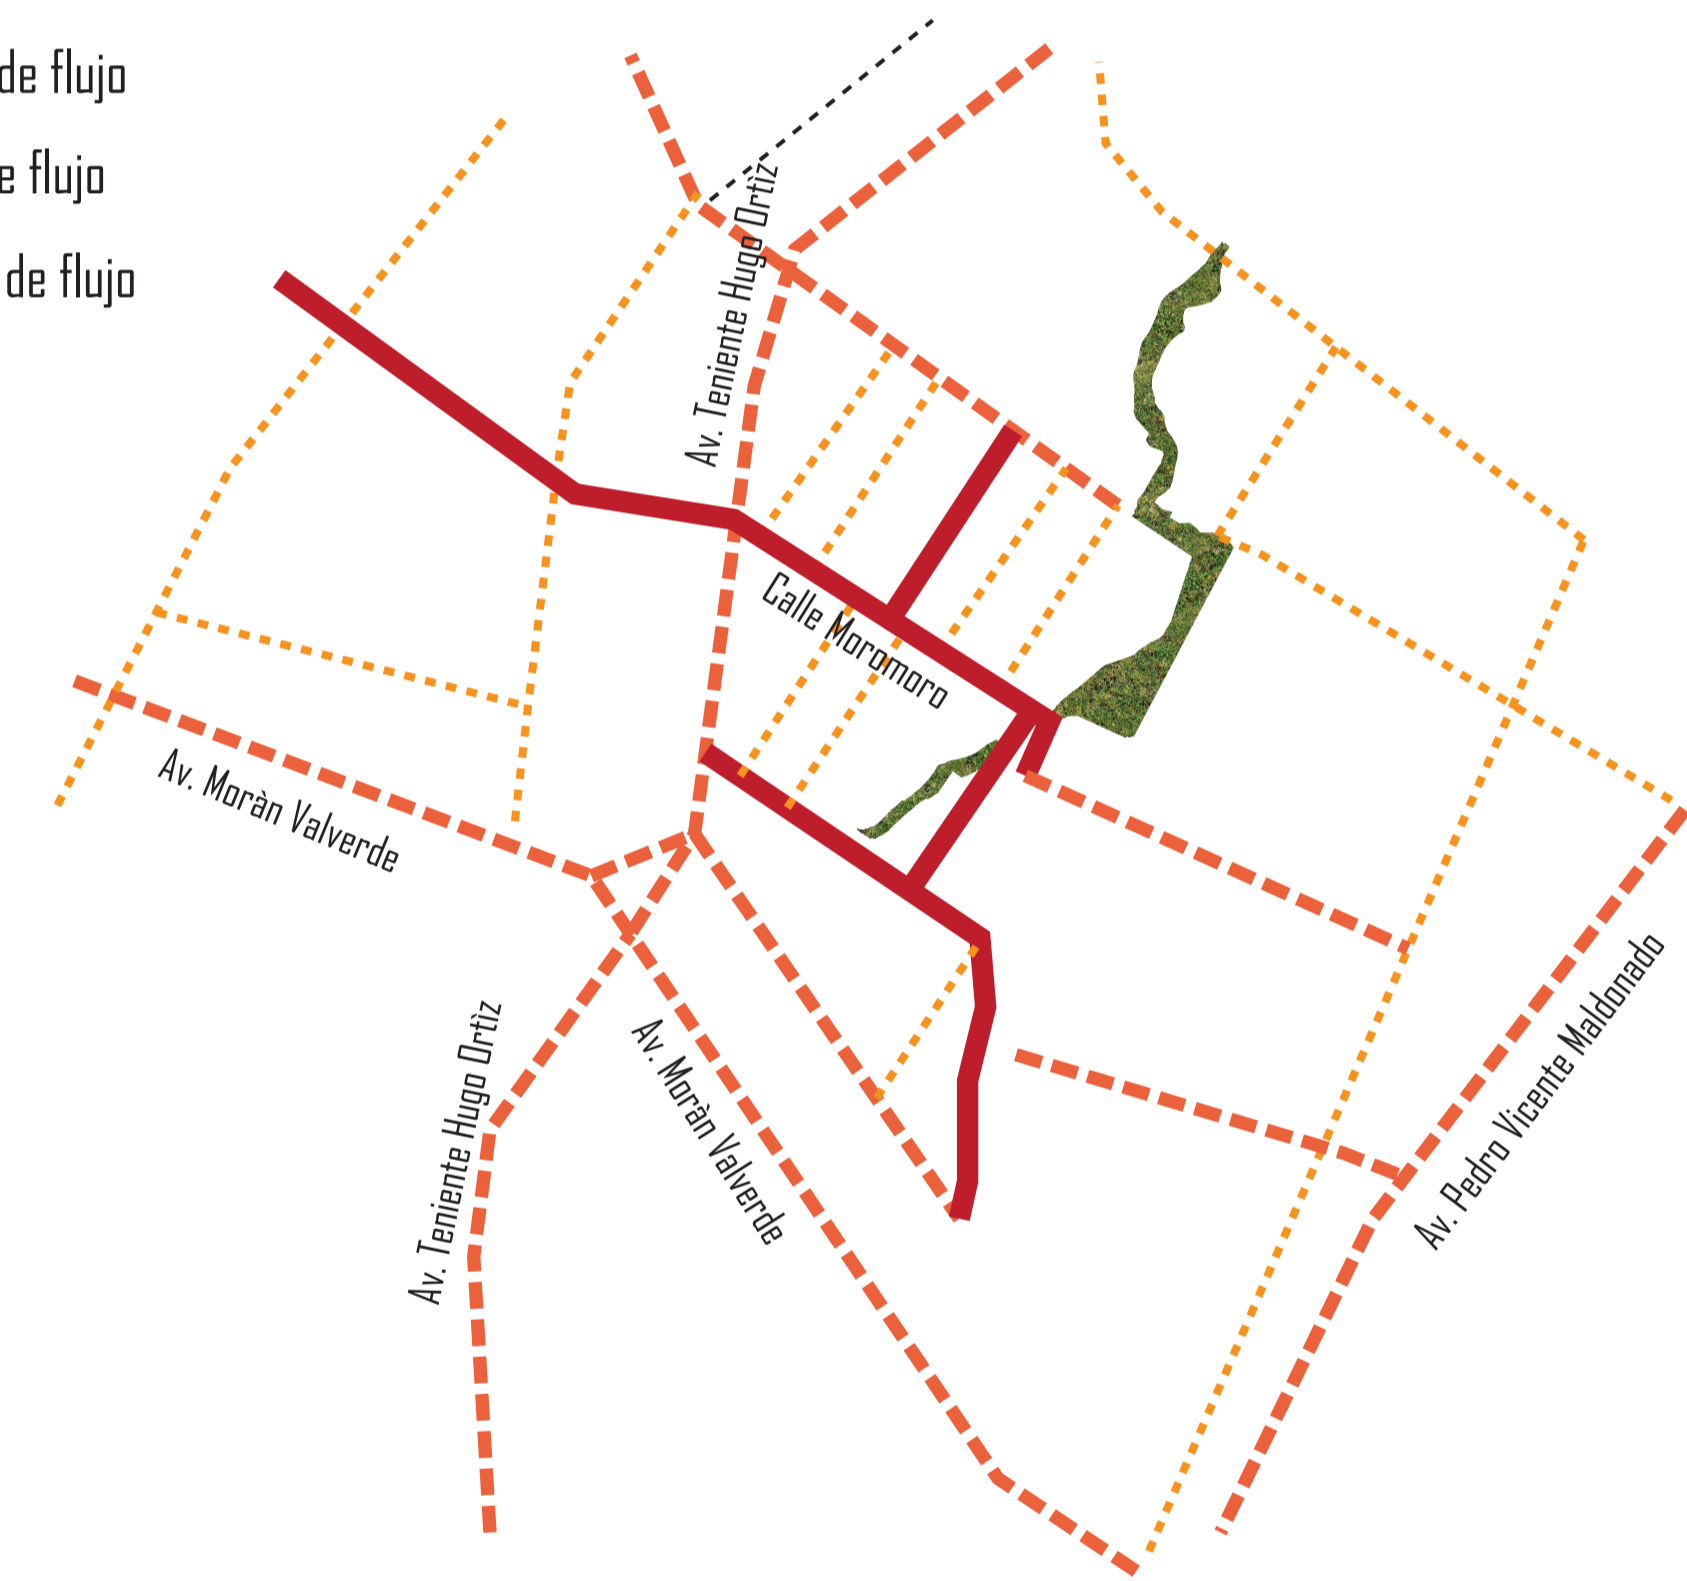 de flujo
e flujo
de flujo
Av. Teniente Hugo Ortìz
Calle Moromoro
Av. Moràn Valverde
Av. Teniente Hugo Ortìz
Av. Moràn Valverde
Av. Pedro Vicente Maldonado